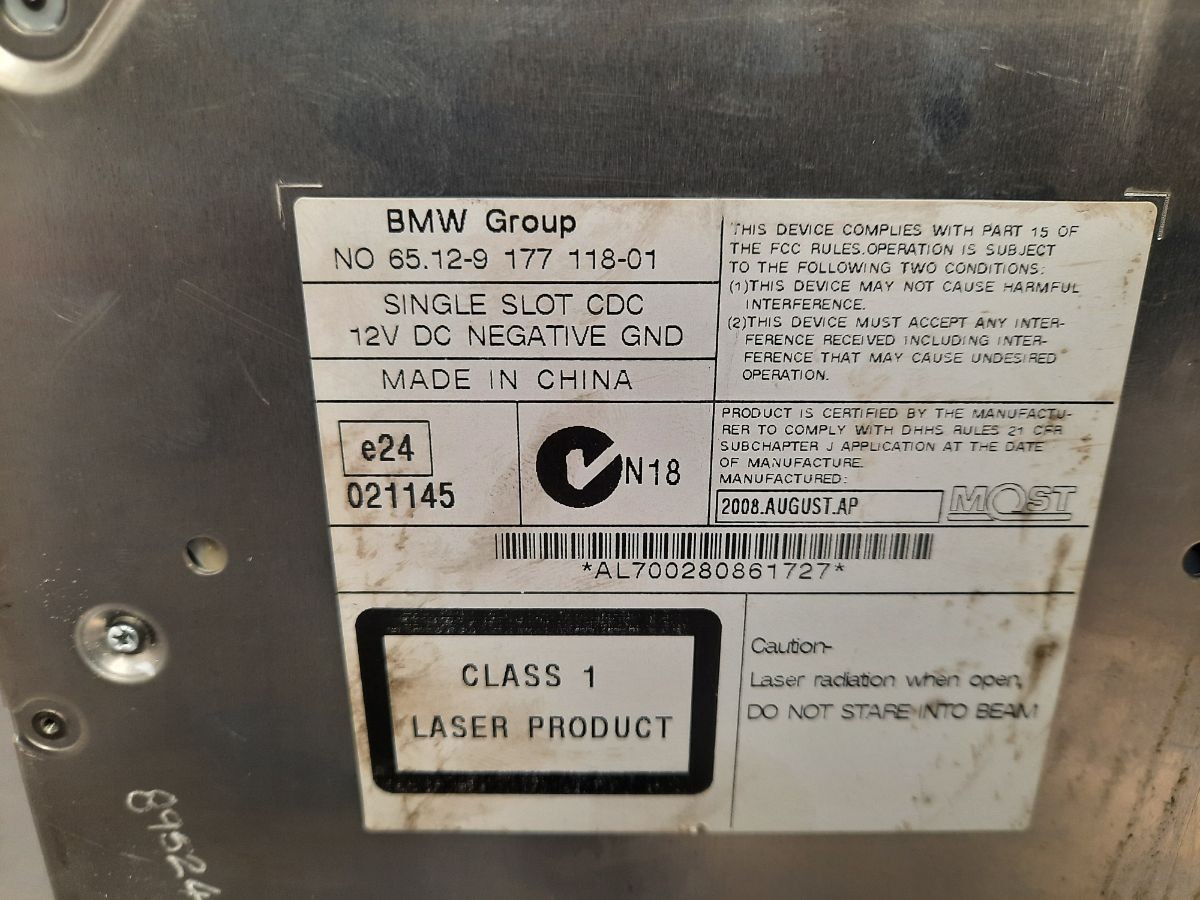 BMW Group
NO 65.12-9 177 118-01
SINGLE SLOT CDC
12V DC NEGATIVE GND
MADE IN CHINA
e24
021145
N18
THIS DEVICE COMPLIES WITH PART 15 OF
THE FCC RULES.OPERATION IS SUBJECT
TO THE FOLLOWING TWO CONDITIONS:
(1)THIS DEVICE MAY NOT CAUSE HARMFUL
INTERFERENCE.
(2)THIS DEVICE MUST ACCEPT ANY INTER-
FERENCE RECEIVED INCLUDING INTER-
FERENCE THAT MAY CAUSE UNDESIRED
OPERATION.
PRODUCT IS CERTIFIED BY THE MANUFACTU-
RER TO COMPLY WITH DHHS RULES 21 CFR
SUBCHAPTER J APPLICATION AT THE DATE
OF MANUFACTURE.
MANUFACTURED:
2008.AUGUST.AP
MOST
*AL700280861727*
CLASS 1
LASER PRODUCT
Caution-
Laser radiation when open,
DO NOT STARE INTO BEAM
89524